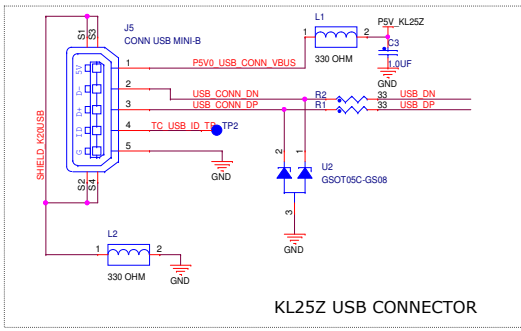 J5
CONN USB MINI-B
S1
S3
5V
D-
D+
ID
G
S2
S4
1
2
3
4
5
SHIELD_K20USB
P5V0_USB_CONN_VBUS
L1
1
2
330 OHM
P5V_KL25Z
C3
1.0UF
GND
USB_CONN_DN
USB_CONN_DP
R2
R1
33
33
USB_DN
USB_DP
TC_USB_ID_TP
TP2
GND
2
1
3
U2
GSOT05C-GS08
GND
L2
1
2
330 OHM
GND
KL25Z USB CONNECTOR